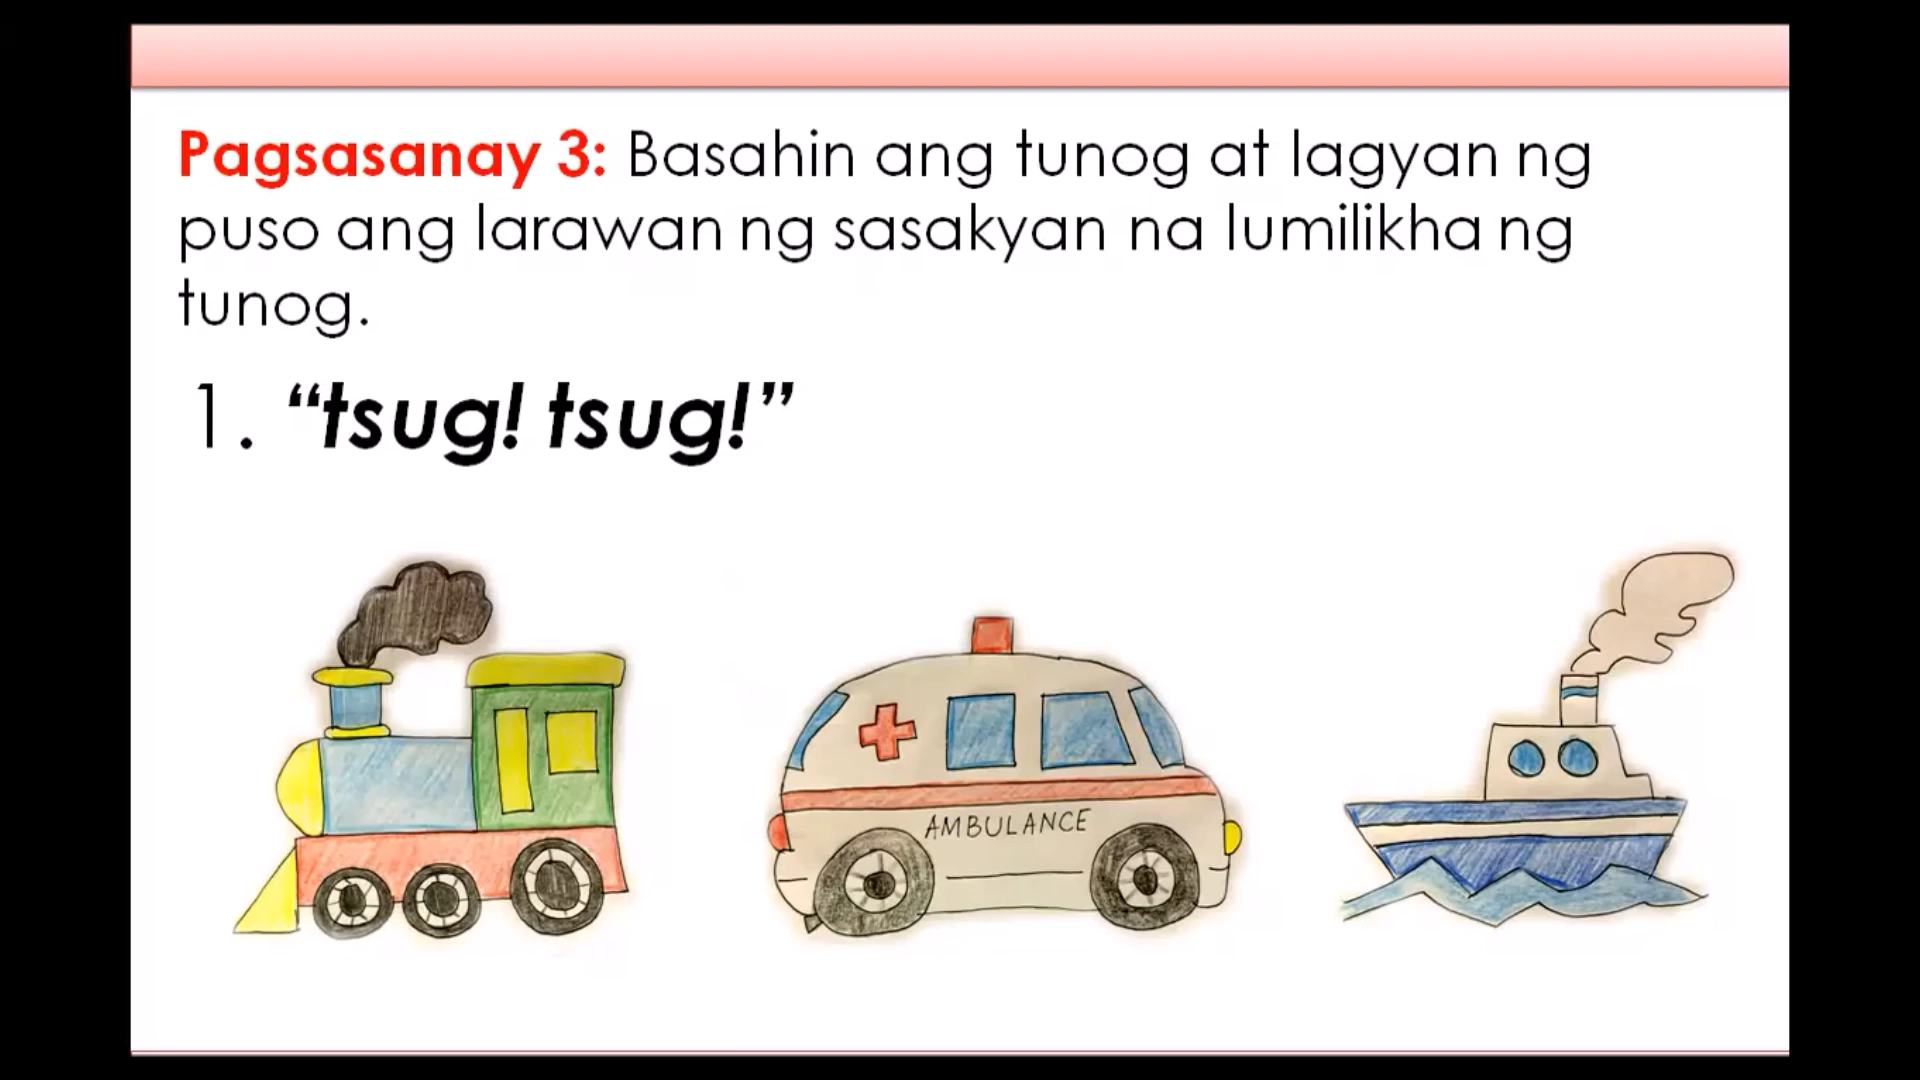 Pagsasanay 3: Basahin ang tunog at lagyan ng
puso ang larawan ng sasakyan na lumilikha ng
tunog.
1. “tsug! tsug!”
AMBULANCE